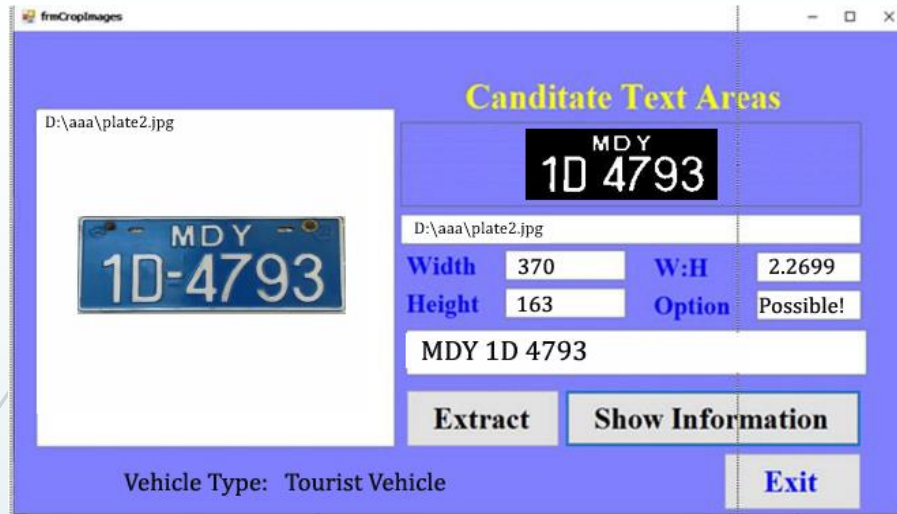 frmCropImages
Canditate Text Areas
D:\aaa\plate2.jpg
MDY
1D-4793
MDY
1D 4793
D:\aaa\plate2.jpg
Width 370 W:H 2.2699
Height 163 Option Possible!
MDY 1D 4793
Extract Show Information
Vehicle Type: Tourist Vehicle Exit